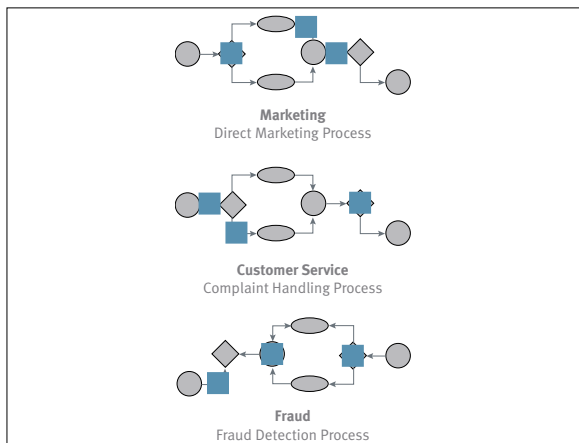 Marketing
Direct Marketing Process
Customer Service
Complaint Handling Process
Fraud
Fraud Detection Process